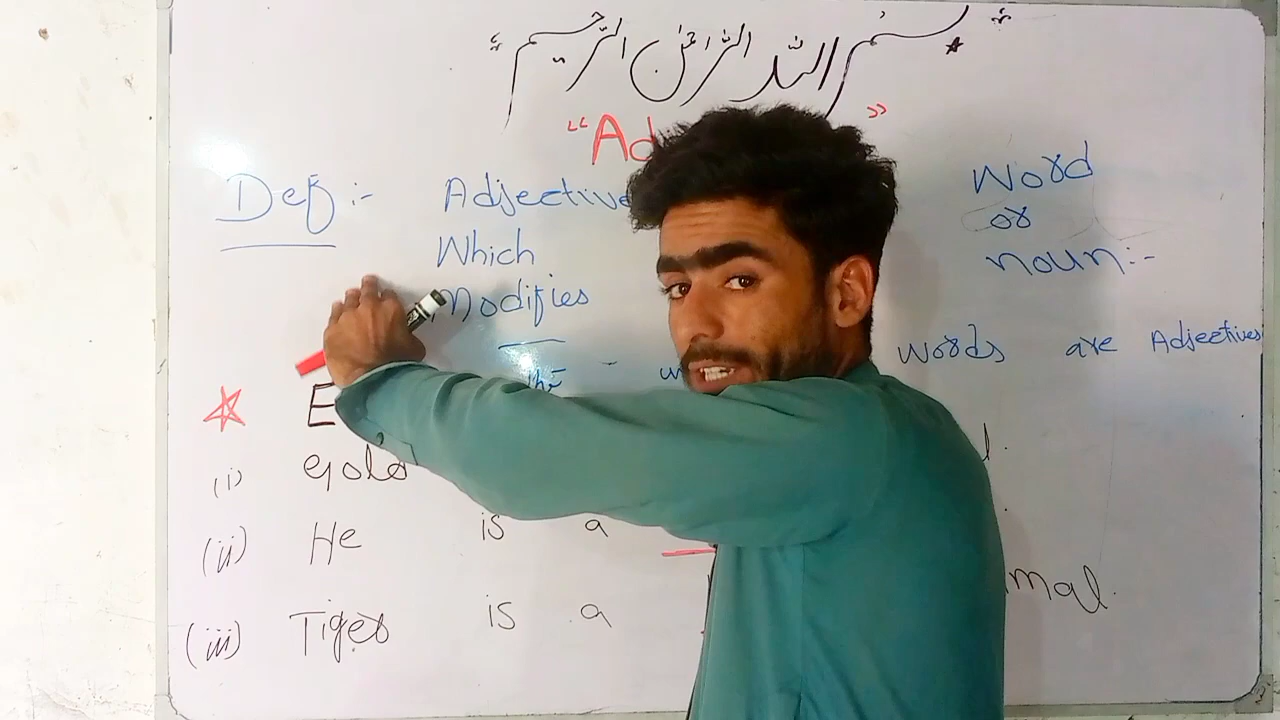 بسم الله الرحمن الرحيم
"Ad "
Def :- Adjective Word
Which or
Modifies noun:-
the words are Adjectives
E
(i) Gold
(ii) He is a
(iii) Tiger is a mal.